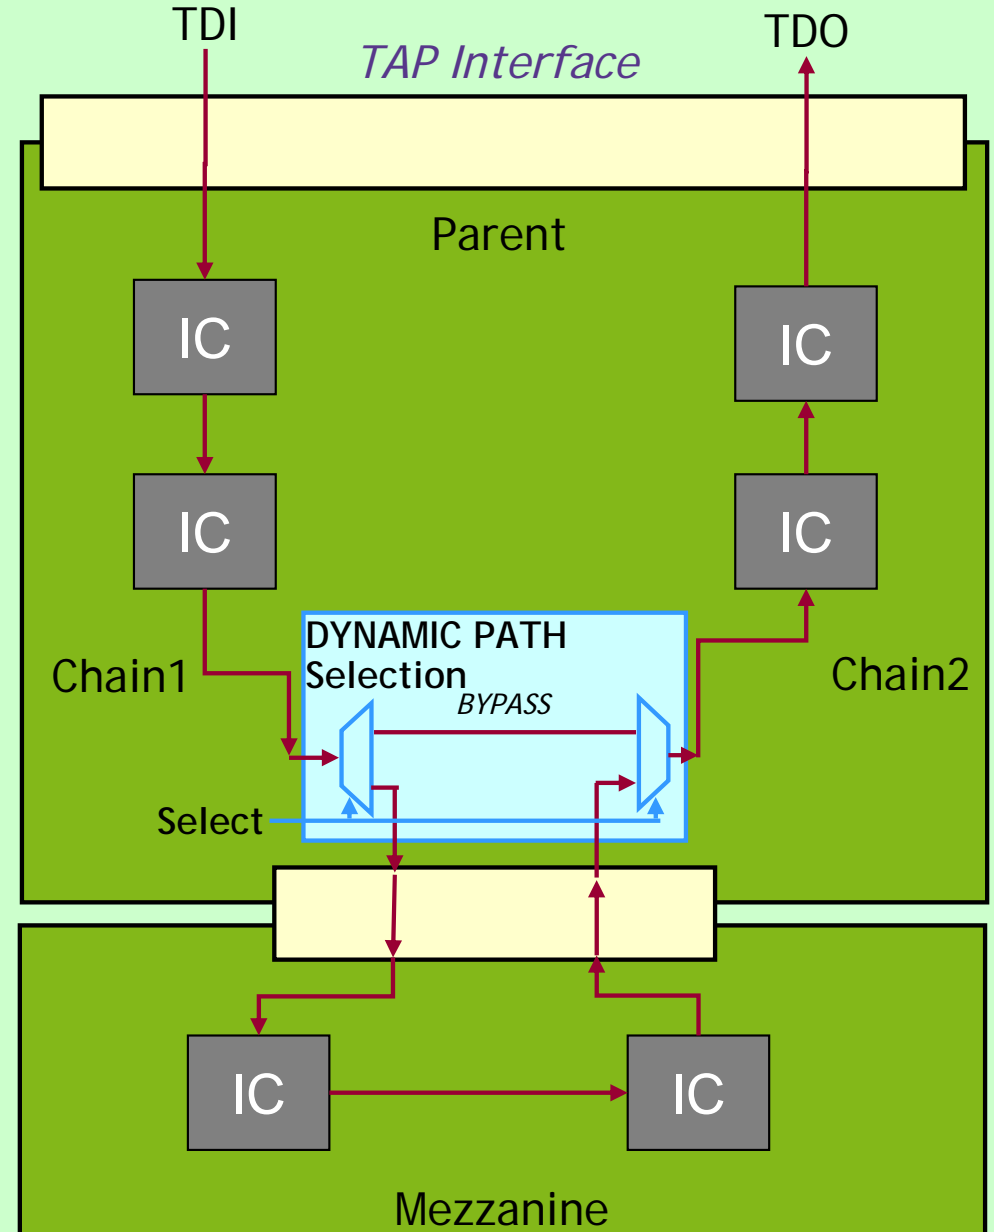 TDI
TAP Interface
TDO
Parent
IC
IC
IC
IC
Chain1
DYNAMIC PATH
Selection
BYPASS
Chain2
Select
IC
IC
Mezzanine